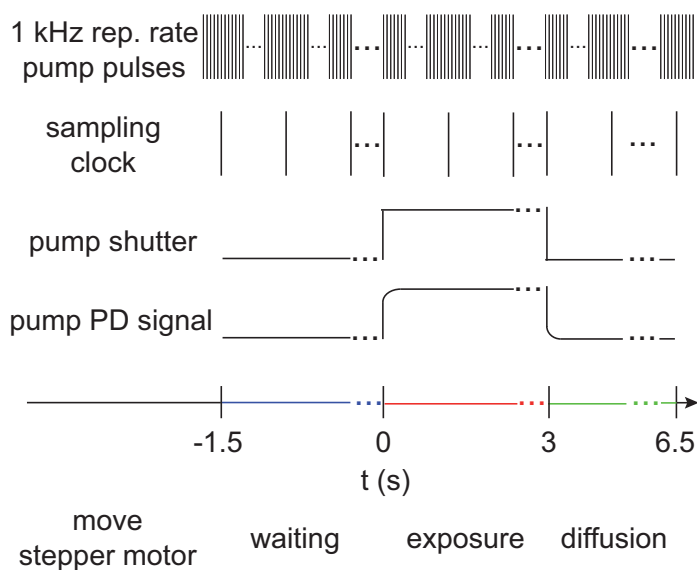 1 kHz rep. rate
pump pulses
sampling
clock
pump shutter
pump PD signal
-1.5 0 3 6.5
t (s)
move
stepper motor
waiting
exposure
diffusion